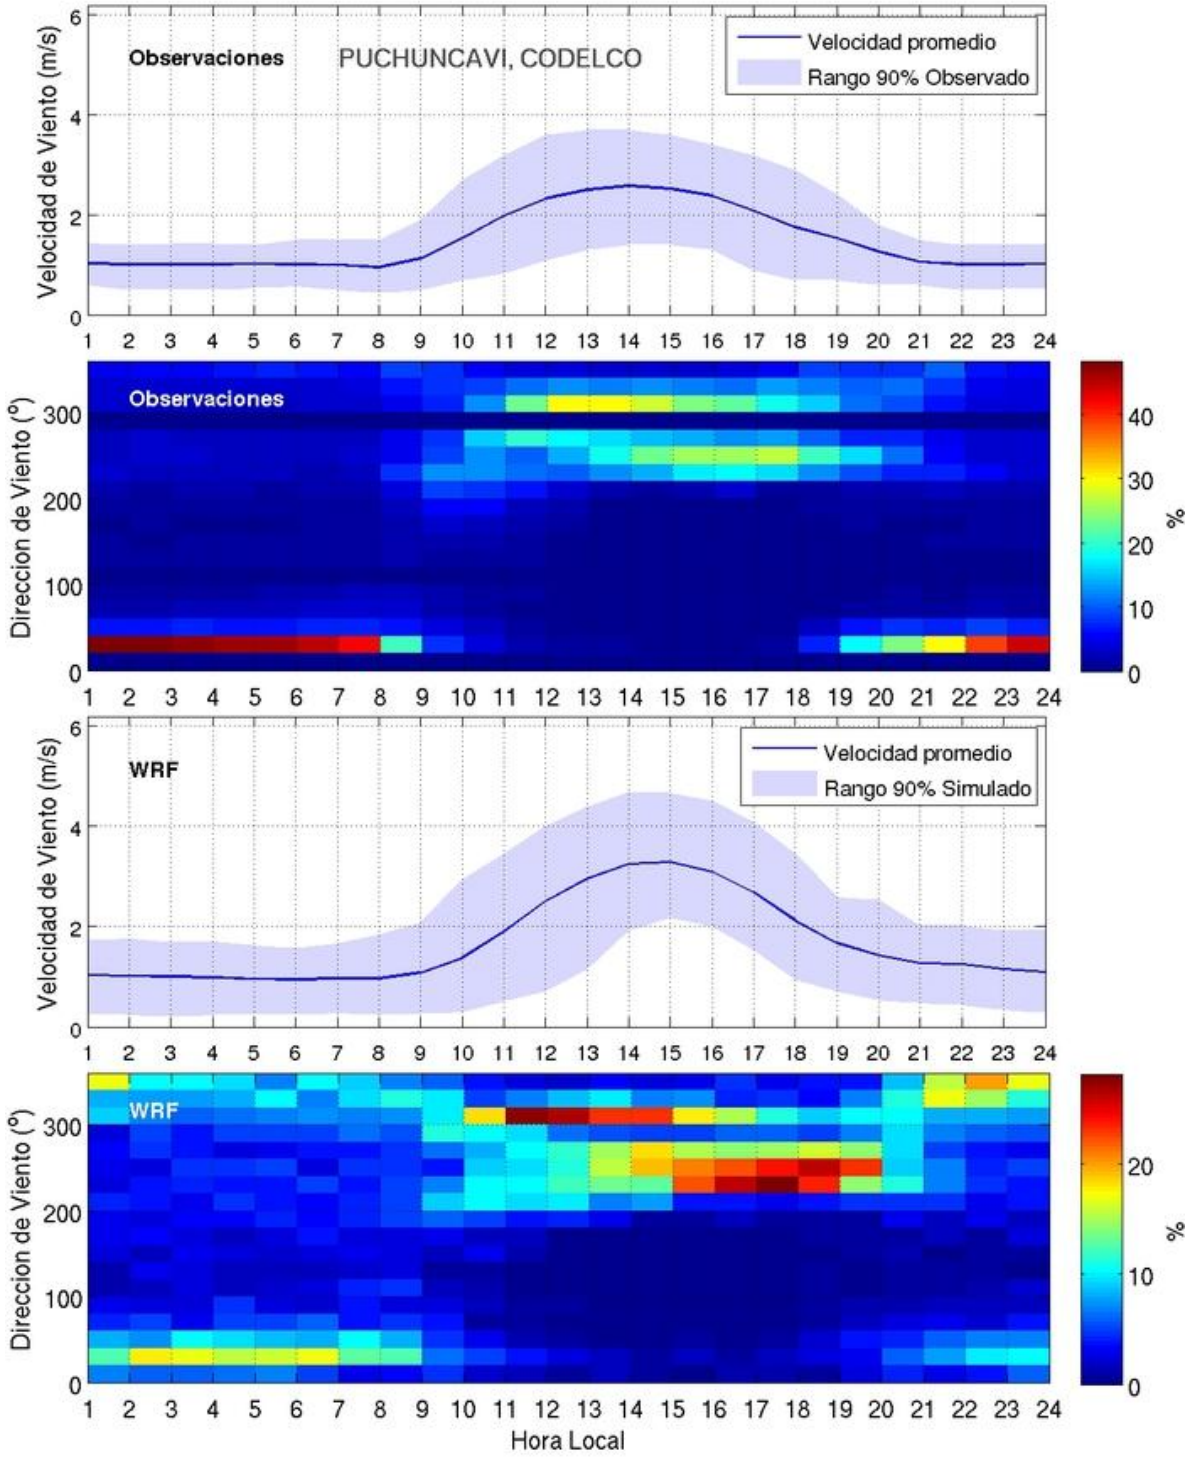 6
4
2
0
Velocidad de Viento (m/s)
Observaciones PUCHUNCAVI, CODELCO
Velocidad promedio
Rango 90% Observado
1 2 3 4 5 6 7 8 9 10 11 12 13 14 15 16 17 18 19 20 21 22 23 24
Direccion de Viento (º)
300
200
100
0
Observaciones
40
30
20
10
0
%
1 2 3 4 5 6 7 8 9 10 11 12 13 14 15 16 17 18 19 20 21 22 23 24
6
4
2
0
Velocidad de Viento (m/s)
WRF
Velocidad promedio
Rango 90% Simulado
1 2 3 4 5 6 7 8 9 10 11 12 13 14 15 16 17 18 19 20 21 22 23 24
Direccion de Viento (º)
300
200
100
0
WRF
20
10
0
%
1 2 3 4 5 6 7 8 9 10 11 12 13 14 15 16 17 18 19 20 21 22 23 24
Hora Local